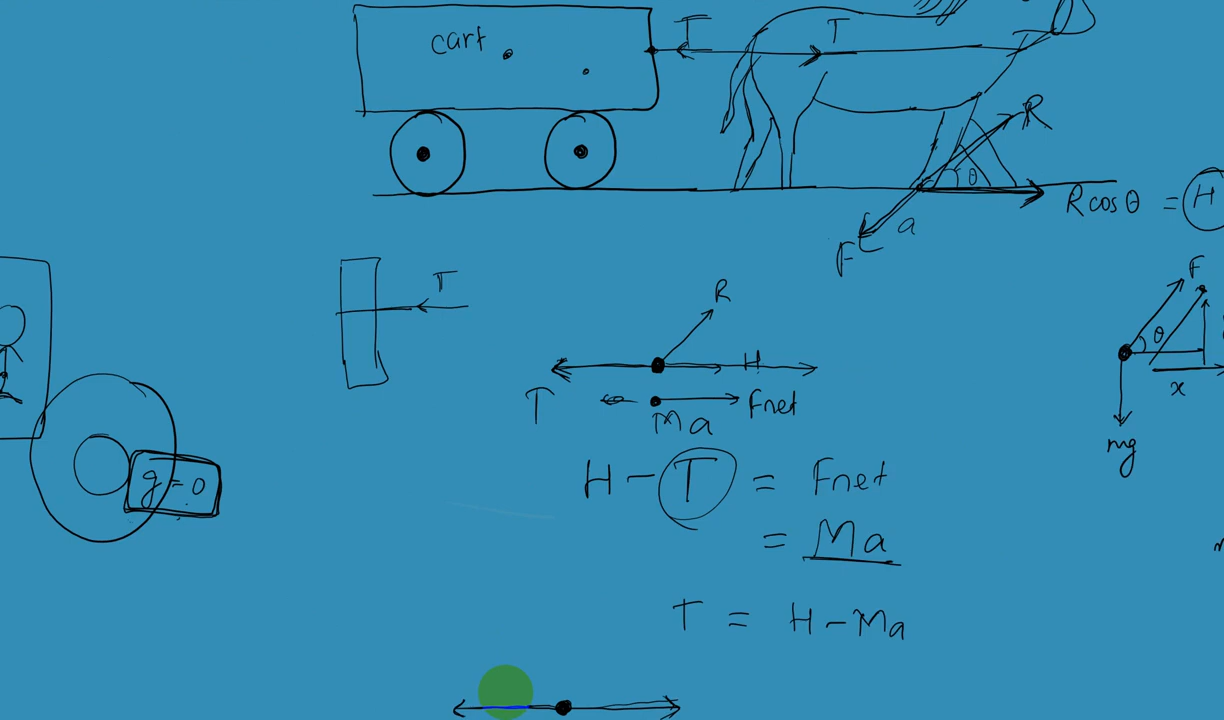 cart
T
T
R
θ
R cos θ = H
a
F
T
R
F
θ
H
T
Fnet
Ma
x
mg
g = 0
H - T = Fnet
= Ma
T = H - Ma